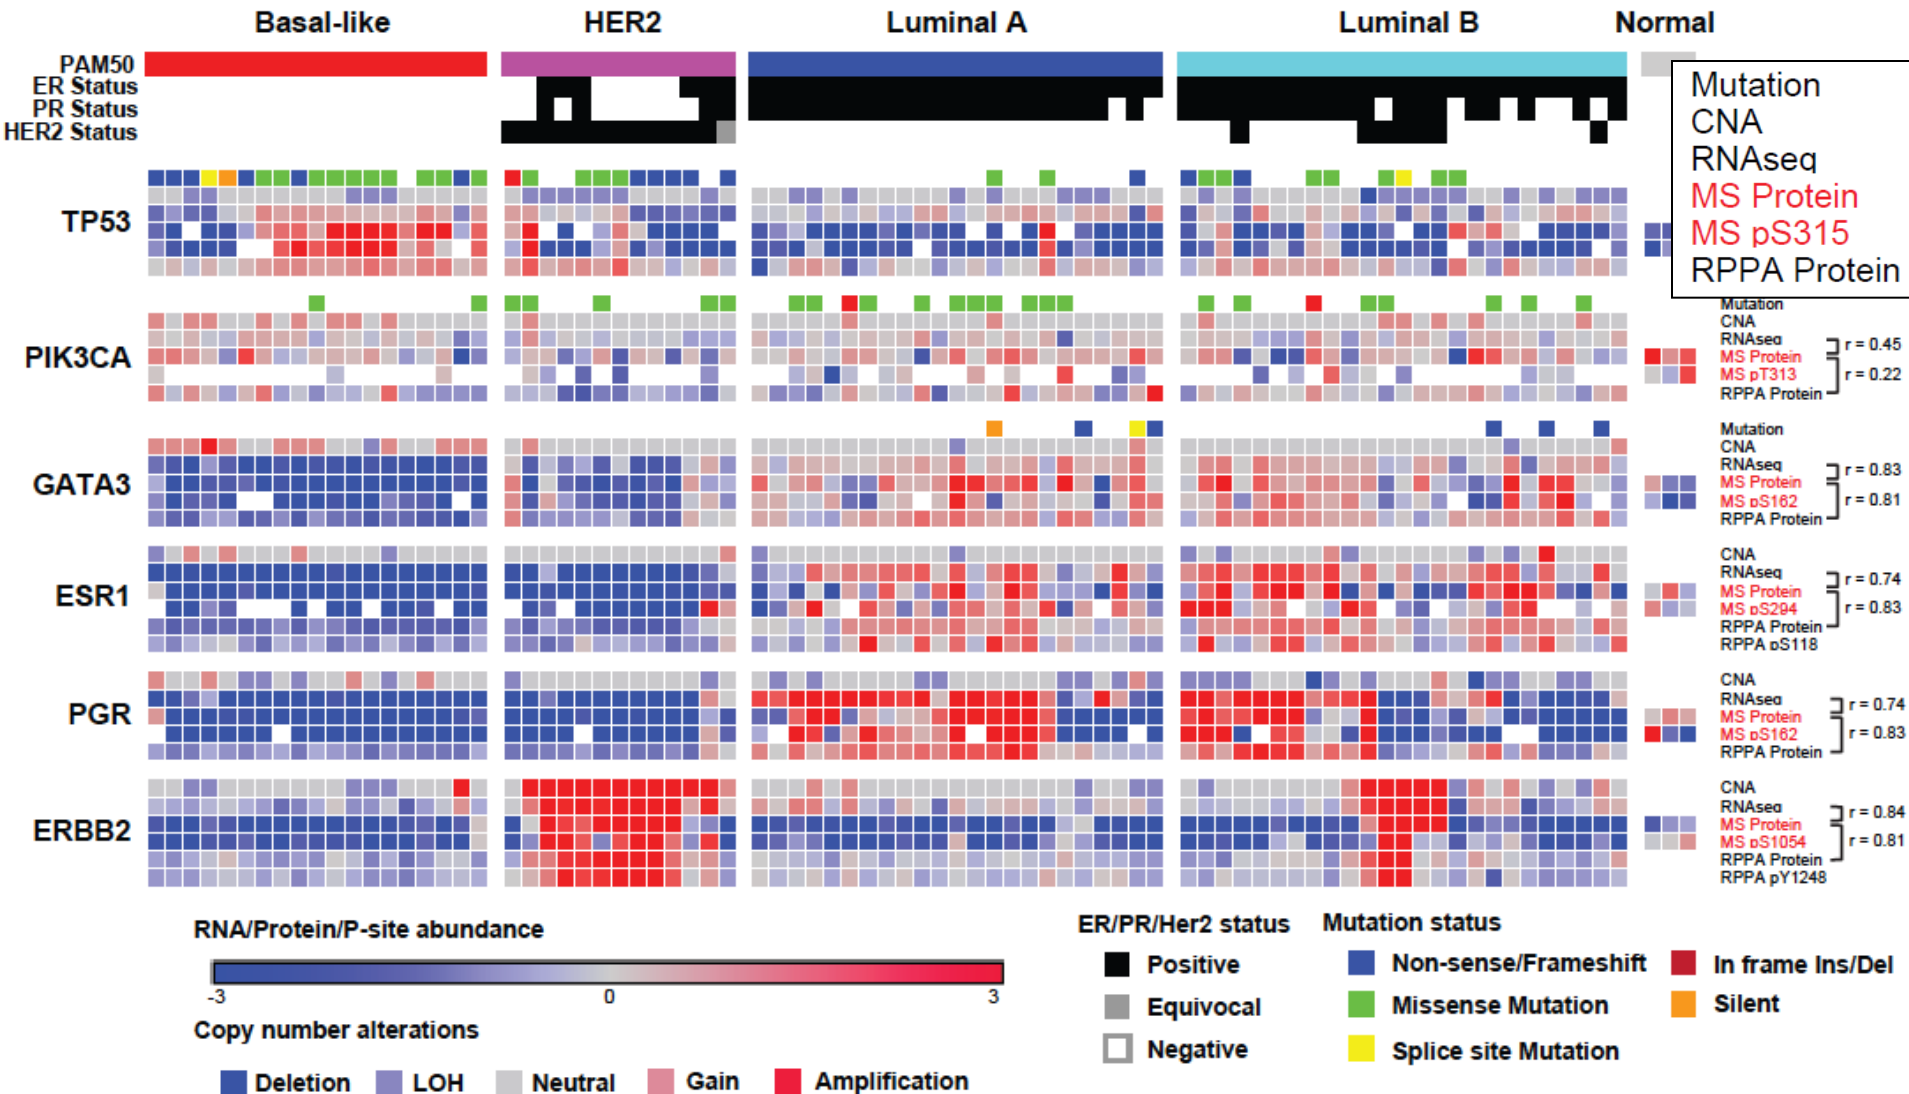 Basal-like HER2 Luminal A Luminal B Normal
PAM50
ER Status
PR Status
HER2 Status
Mutation
CNA
RNAseq
MS Protein
MS pS315
RPPA Protein
TP53
PIK3CA
Mutation
CNA
RNAseq
MS Protein
MS pT313
RPPA Protein
r = 0.45
r = 0.22
GATA3
Mutation
CNA
RNAseq
MS Protein
MS pS162
RPPA Protein
r = 0.83
r = 0.81
ESR1
CNA
RNAseq
MS Protein
MS pS294
RPPA Protein
RPPA pS118
r = 0.74
r = 0.83
PGR
CNA
RNAseq
MS Protein
MS pS162
RPPA Protein
r = 0.74
r = 0.83
ERBB2
CNA
RNAseq
MS Protein
MS pS1054
RPPA Protein
RPPA pY1248
r = 0.84
r = 0.81
RNA/Protein/P-site abundance
-3 0 3
Copy number alterations
Deletion LOH Neutral Gain Amplification
ER/PR/Her2 status
Positive
Equivocal
Negative
Mutation status
Non-sense/Frameshift In frame Ins/Del
Missense Mutation Silent
Splice site Mutation